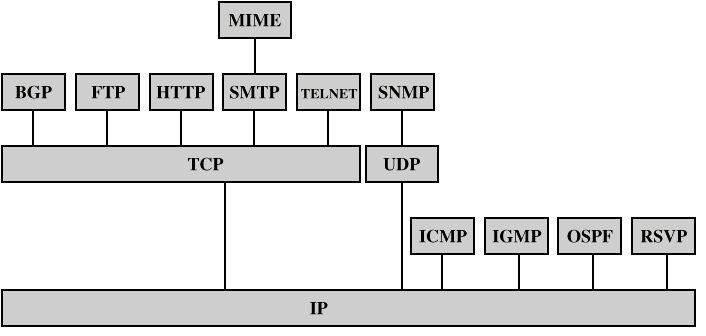 MIME
BGP FTP HTTP SMTP TELNET SNMP
TCP UDP
ICMP IGMP OSPF RSVP
IP